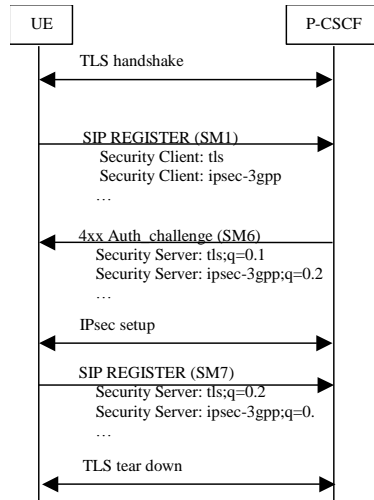 UE
P-CSCF
TLS handshake
SIP REGISTER (SM1)
Security Client: tls
Security Client: ipsec-3gpp
…
4xx Auth_challenge (SM6)
Security Server: tls;q=0.1
Security Server: ipsec-3gpp;q=0.2
…
IPsec setup
SIP REGISTER (SM7)
Security Server: tls;q=0.2
Security Server: ipsec-3gpp;q=0.
…
TLS tear down